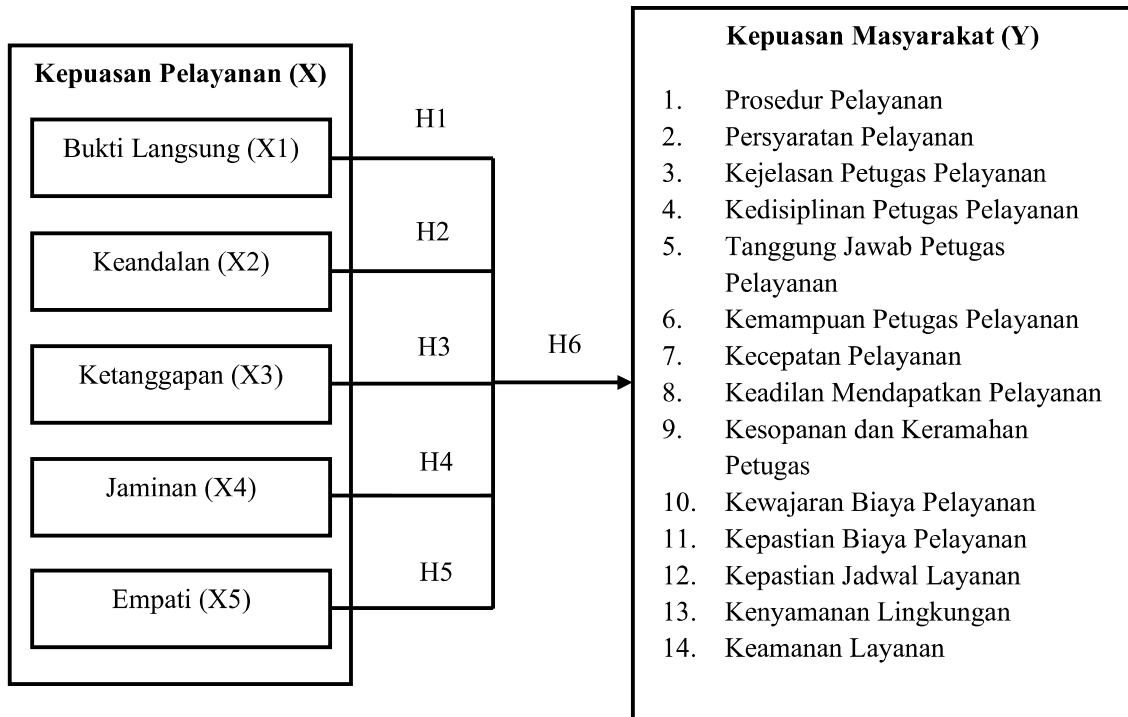 Kepuasan Pelayanan (X)
Bukti Langsung (X1)
Keandalan (X2)
Ketanggapan (X3)
Jaminan (X4)
Empati (X5)
H1
H2
H3
H4
H5
H6
Kepuasan Masyarakat (Y)
1. Prosedur Pelayanan
2. Persyaratan Pelayanan
3. Kejelasan Petugas Pelayanan
4. Kedisiplinan Petugas Pelayanan
5. Tanggung Jawab Petugas
Pelayanan
6. Kemampuan Petugas Pelayanan
7. Kecepatan Pelayanan
8. Keadilan Mendapatkan Pelayanan
9. Kesopanan dan Keramahan
Petugas
10. Kewajaran Biaya Pelayanan
11. Kepastian Biaya Pelayanan
12. Kepastian Jadwal Layanan
13. Kenyamanan Lingkungan
14. Keamanan Layanan